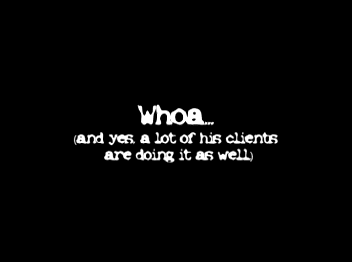 Whoa...
(and yes, a lot of his clients
are doing it as well)